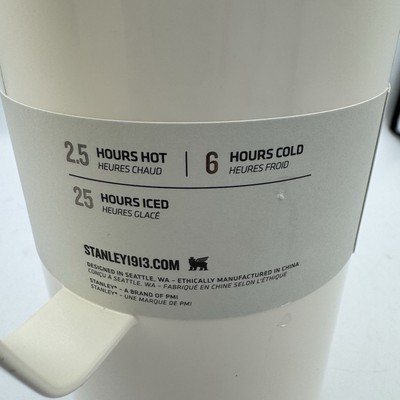 2.5 HOURS HOT | 6 HOURS COLD
HEURES CHAUD HEURES FROID
25 HOURS ICED
HEURES GLACÉ
STANLEY1913.COM
DESIGNED IN SEATTLE, WA – ETHICALLY MANUFACTURED IN CHINA
CONÇU À SEATTLE, WA – FABRIQUÉ EN CHINE SELON L'ÉTHIQUE
STANLEY® – A BRAND OF PMI
STANLEY® – UNE MARQUE DE PMI